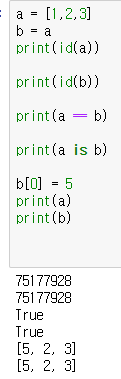 a = [1,2,3]
b = a
print(id(a))
print(id(b))
print(a == b)
print(a is b)
b[0] = 5
print(a)
print(b)
75177928
75177928
True
True
[5, 2, 3]
[5, 2, 3]